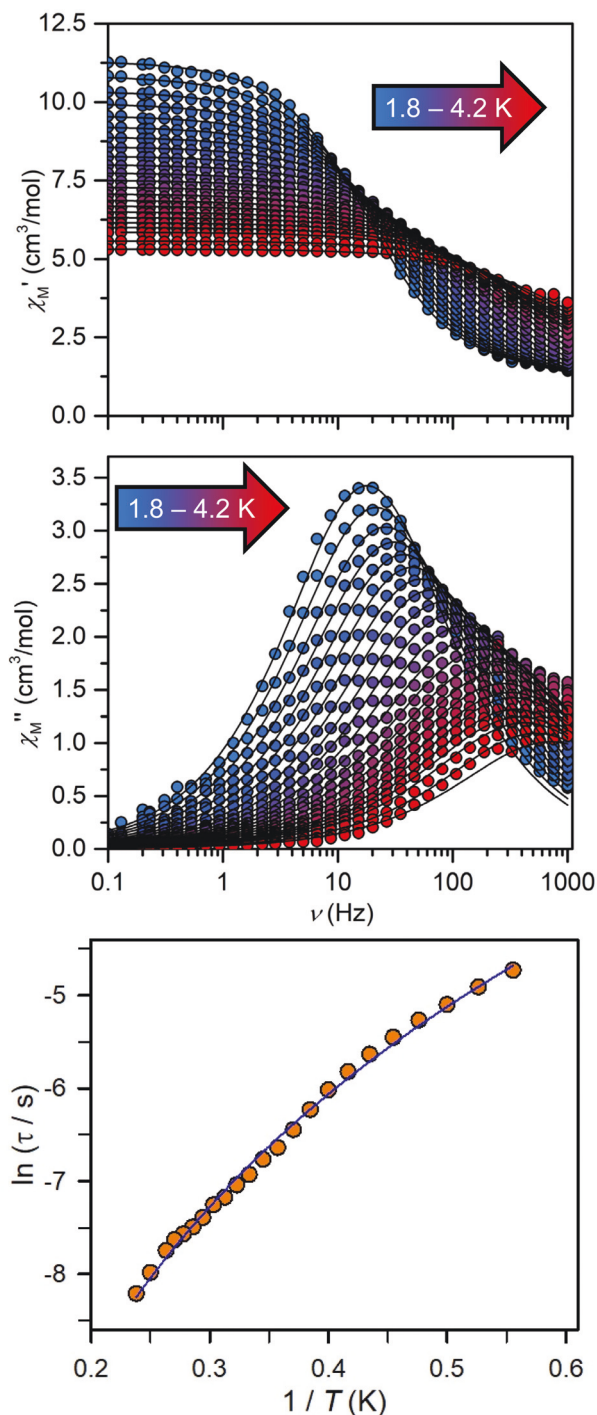 12.5
10.0
7.5
5.0
2.5
0.0
χM' (cm³/mol)
1.8 – 4.2 K
3.5
3.0
2.5
2.0
1.5
1.0
0.5
0.0
χM'' (cm³/mol)
1.8 – 4.2 K
0.1 1 10 100 1000
ν (Hz)
-5
-6
-7
-8
ln (τ / s)
0.2 0.3 0.4 0.5 0.6
1 / T (K)